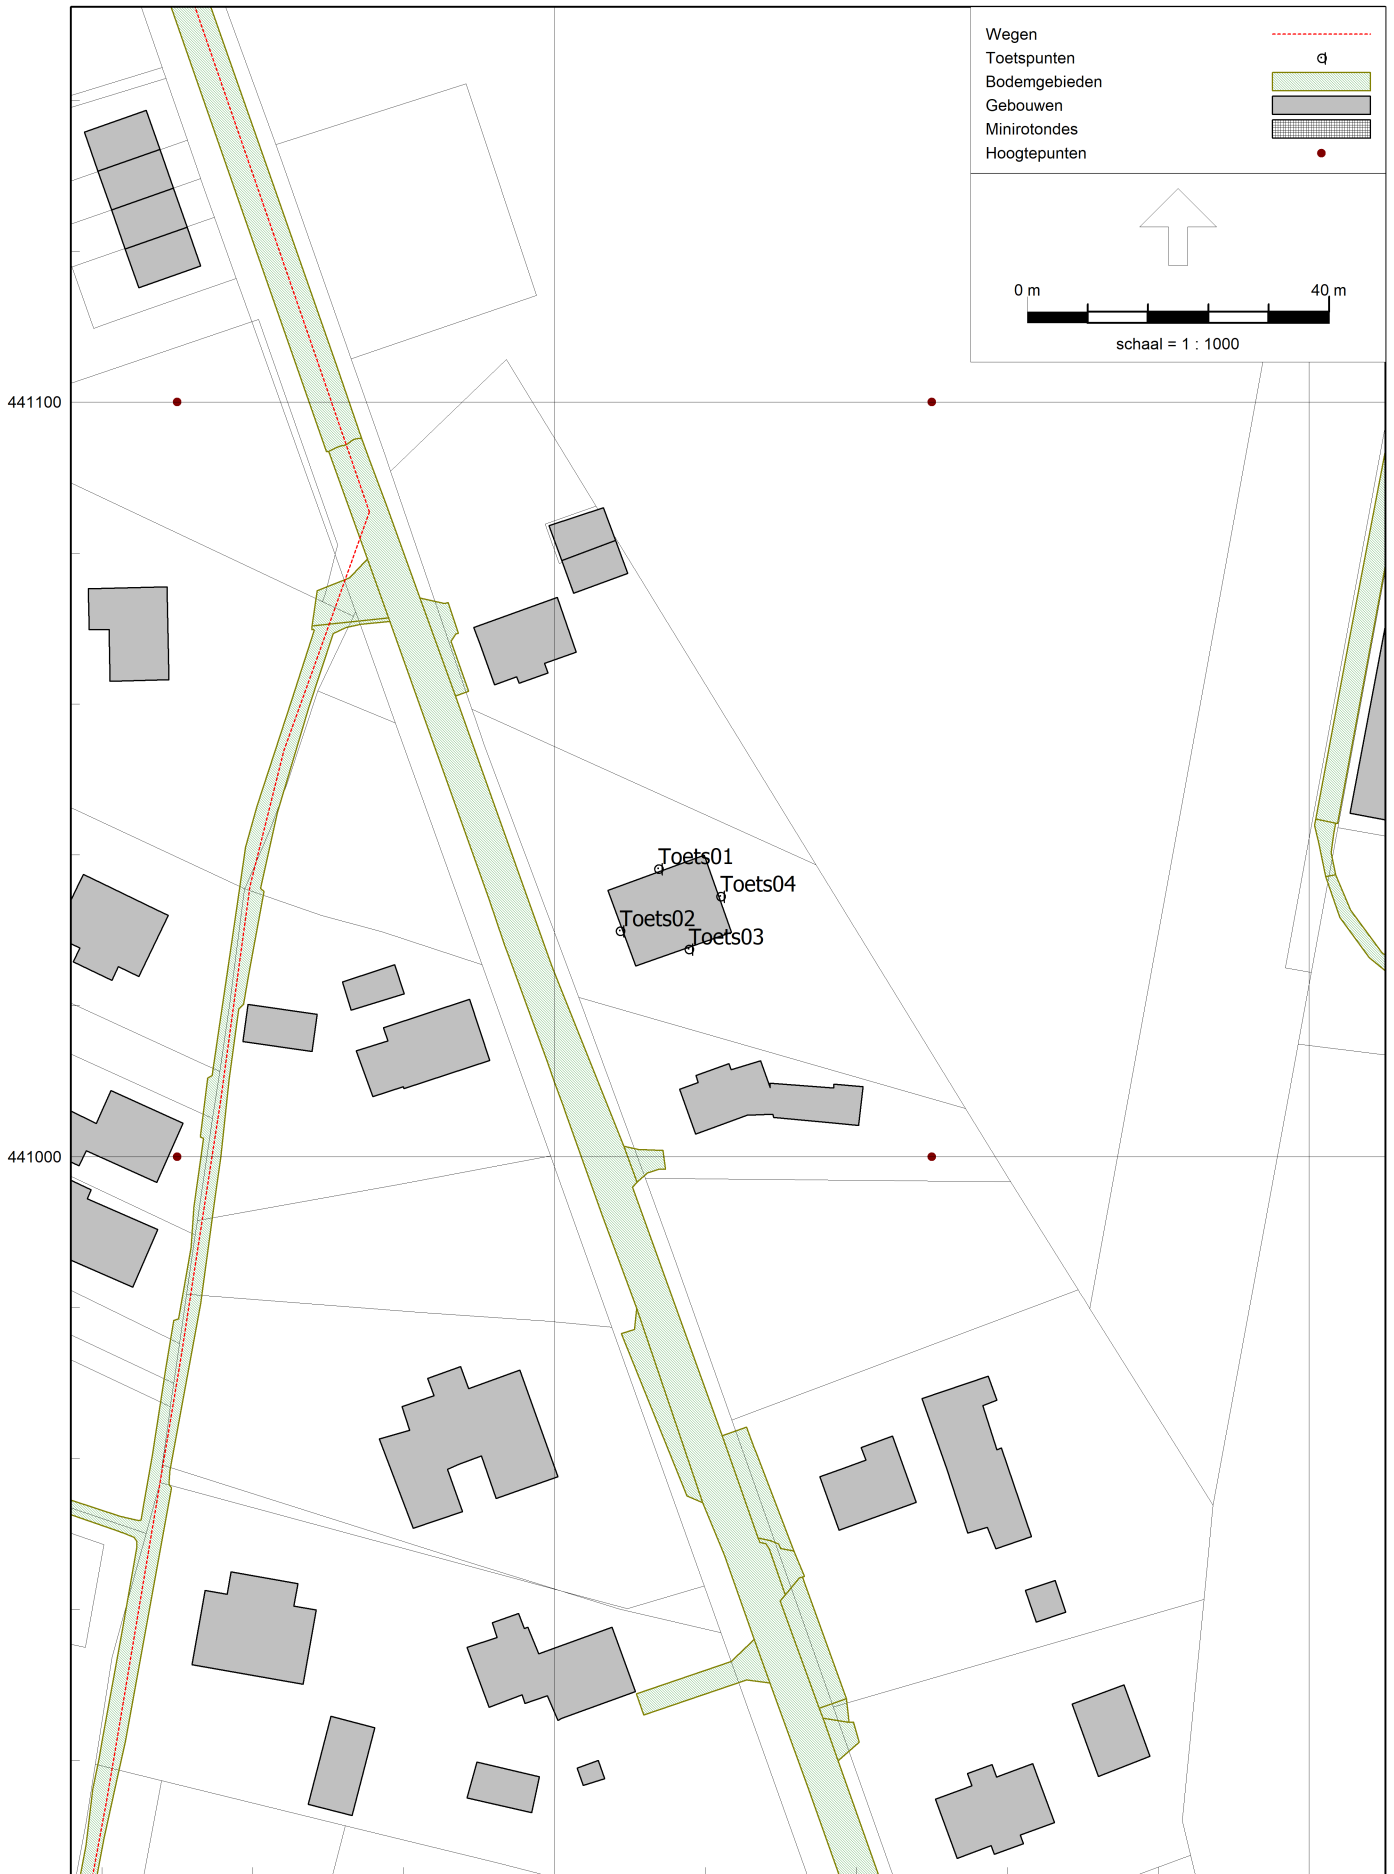 Wegen
Toetspunten
Bodemgebieden
Gebouwen
Minirotondes
Hoogtepunten
0 m 40 m
schaal = 1 : 1000
441100
Toets01
Toets04
Toets02
Toets03
441000